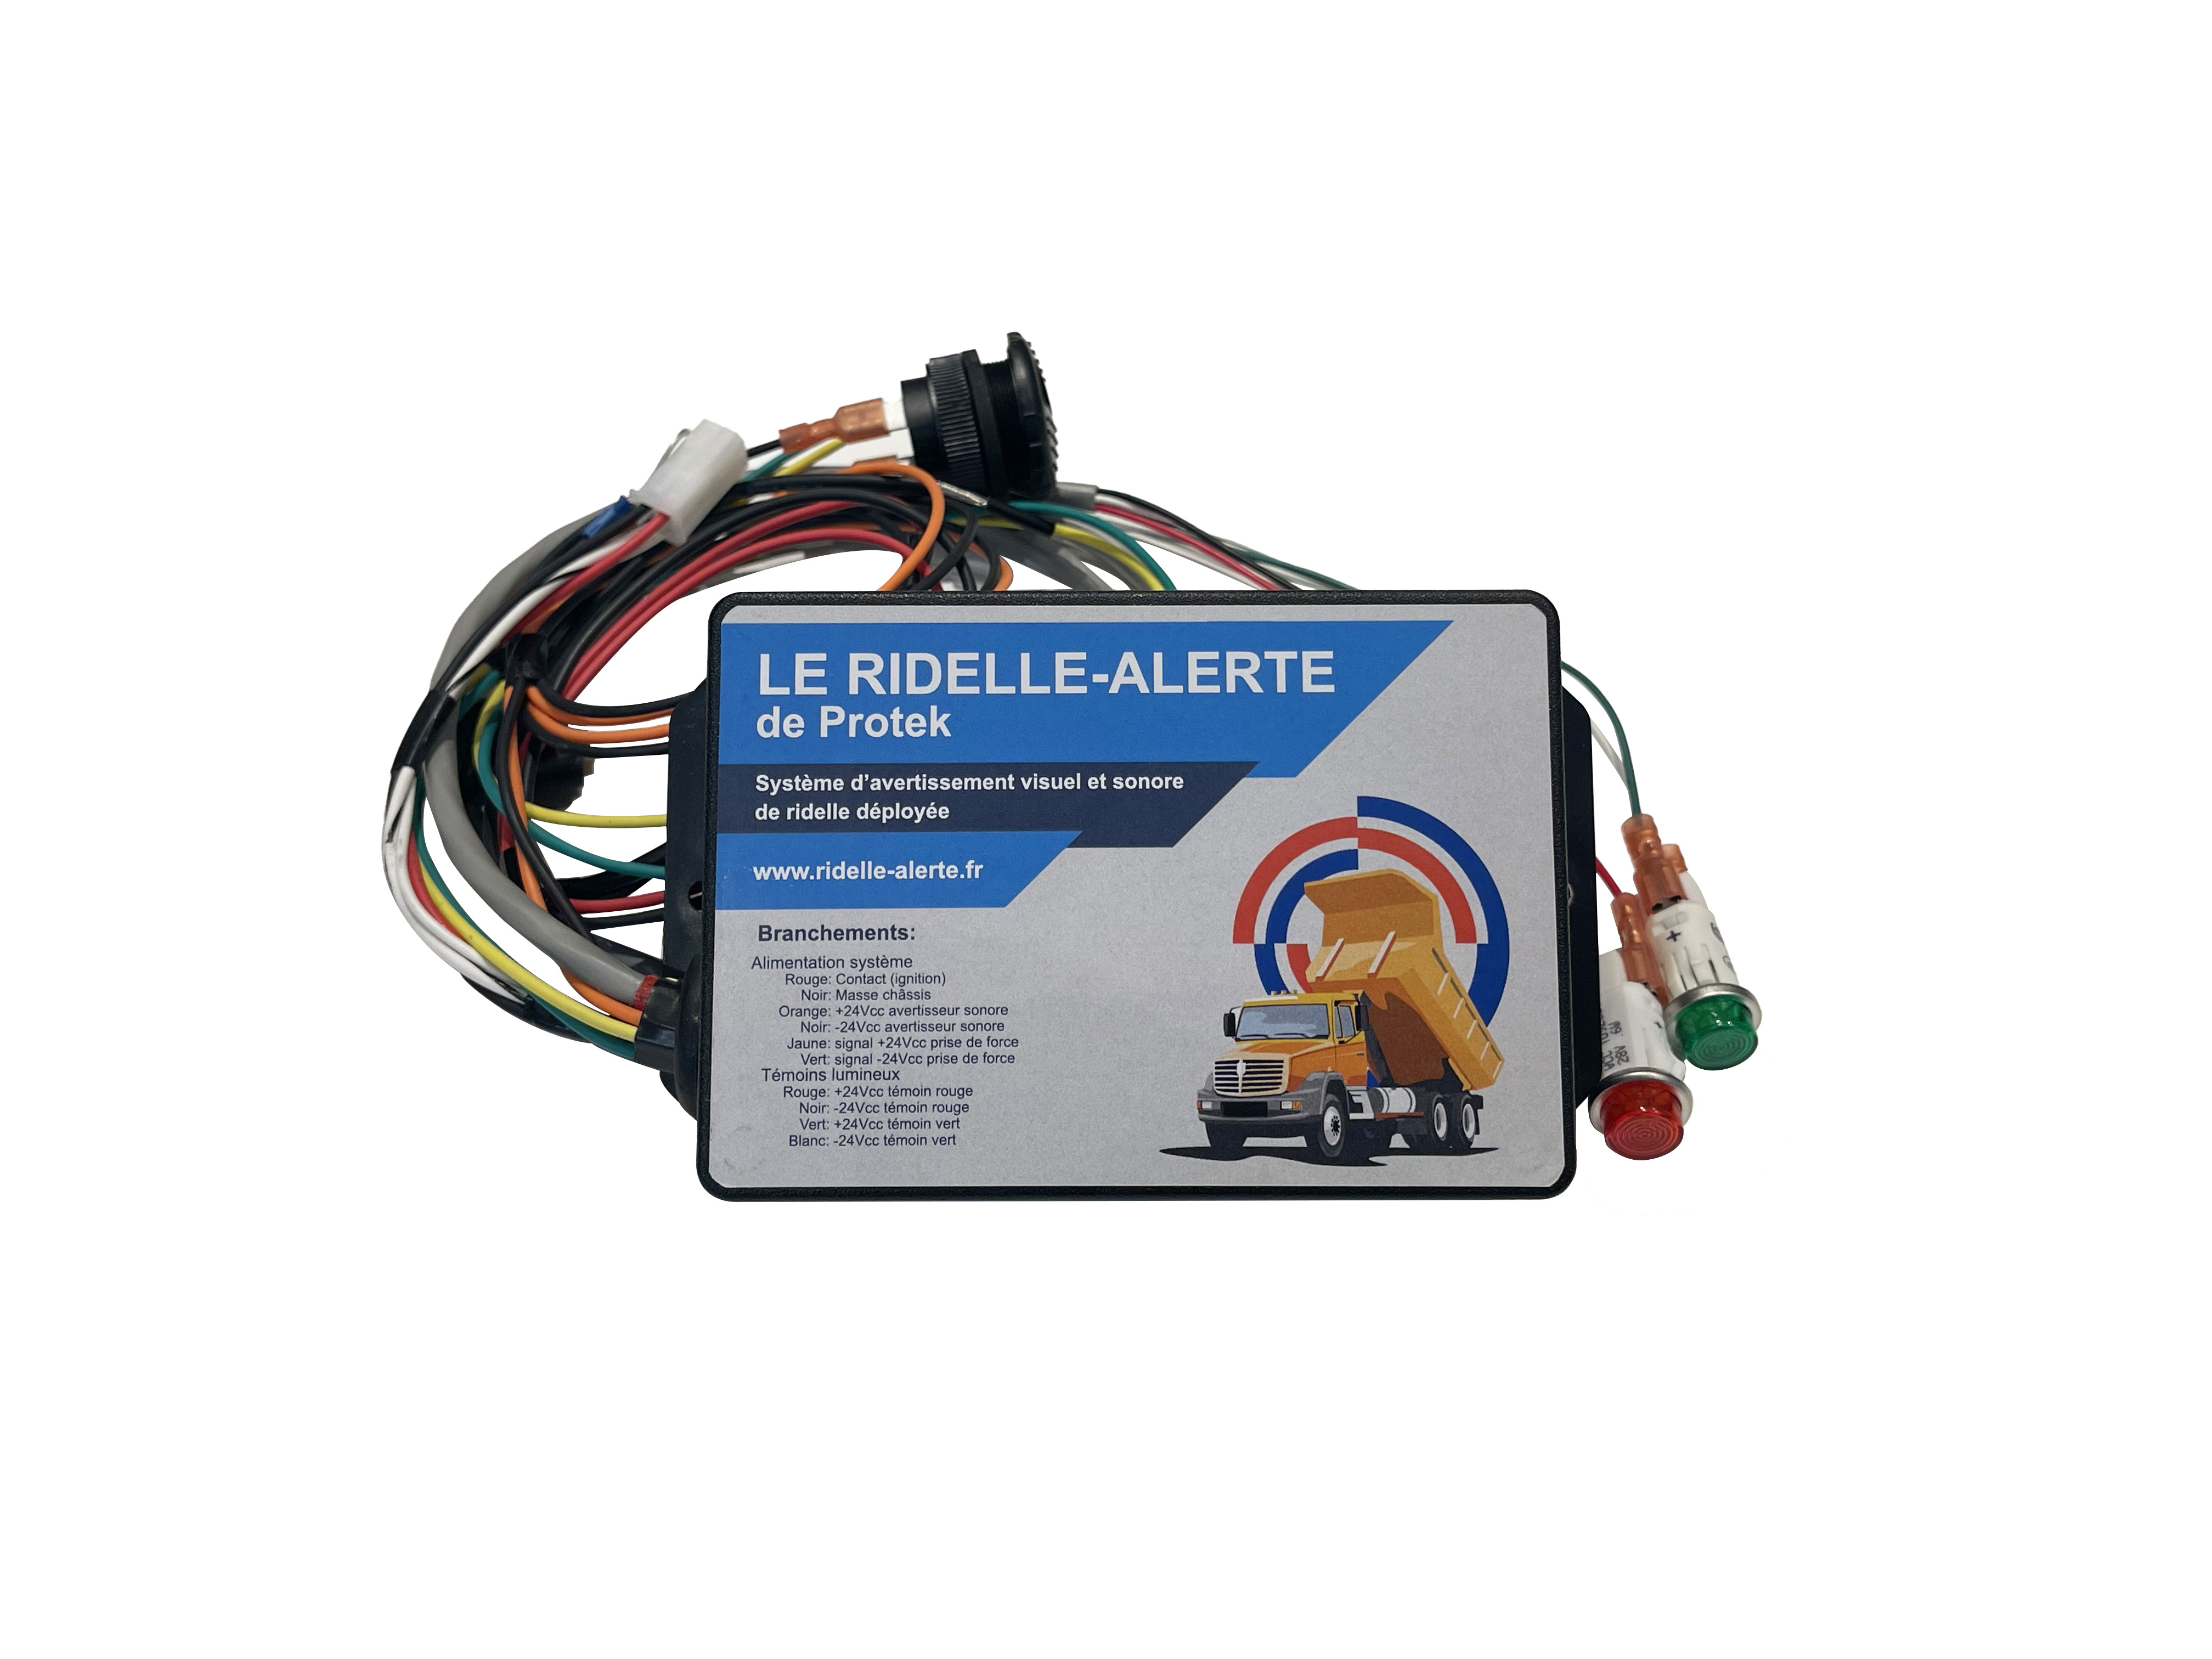 LE RIDELLE-ALERTE
de Protek
Système d’avertissement visuel et sonore
de ridelle déployée
www.ridelle-alerte.fr
Branchements:
Alimentation système
Rouge: Contact (ignition)
Noir: Masse châssis
Orange: +24Vcc avertisseur sonore
Noir: -24Vcc avertisseur sonore
Jaune: signal +24Vcc prise de force
Vert: signal -24Vcc prise de force
Témoins lumineux
Rouge: +24Vcc témoin rouge
Noir: -24Vcc témoin rouge
Vert: +24Vcc témoin vert
Blanc: -24Vcc témoin vert
+